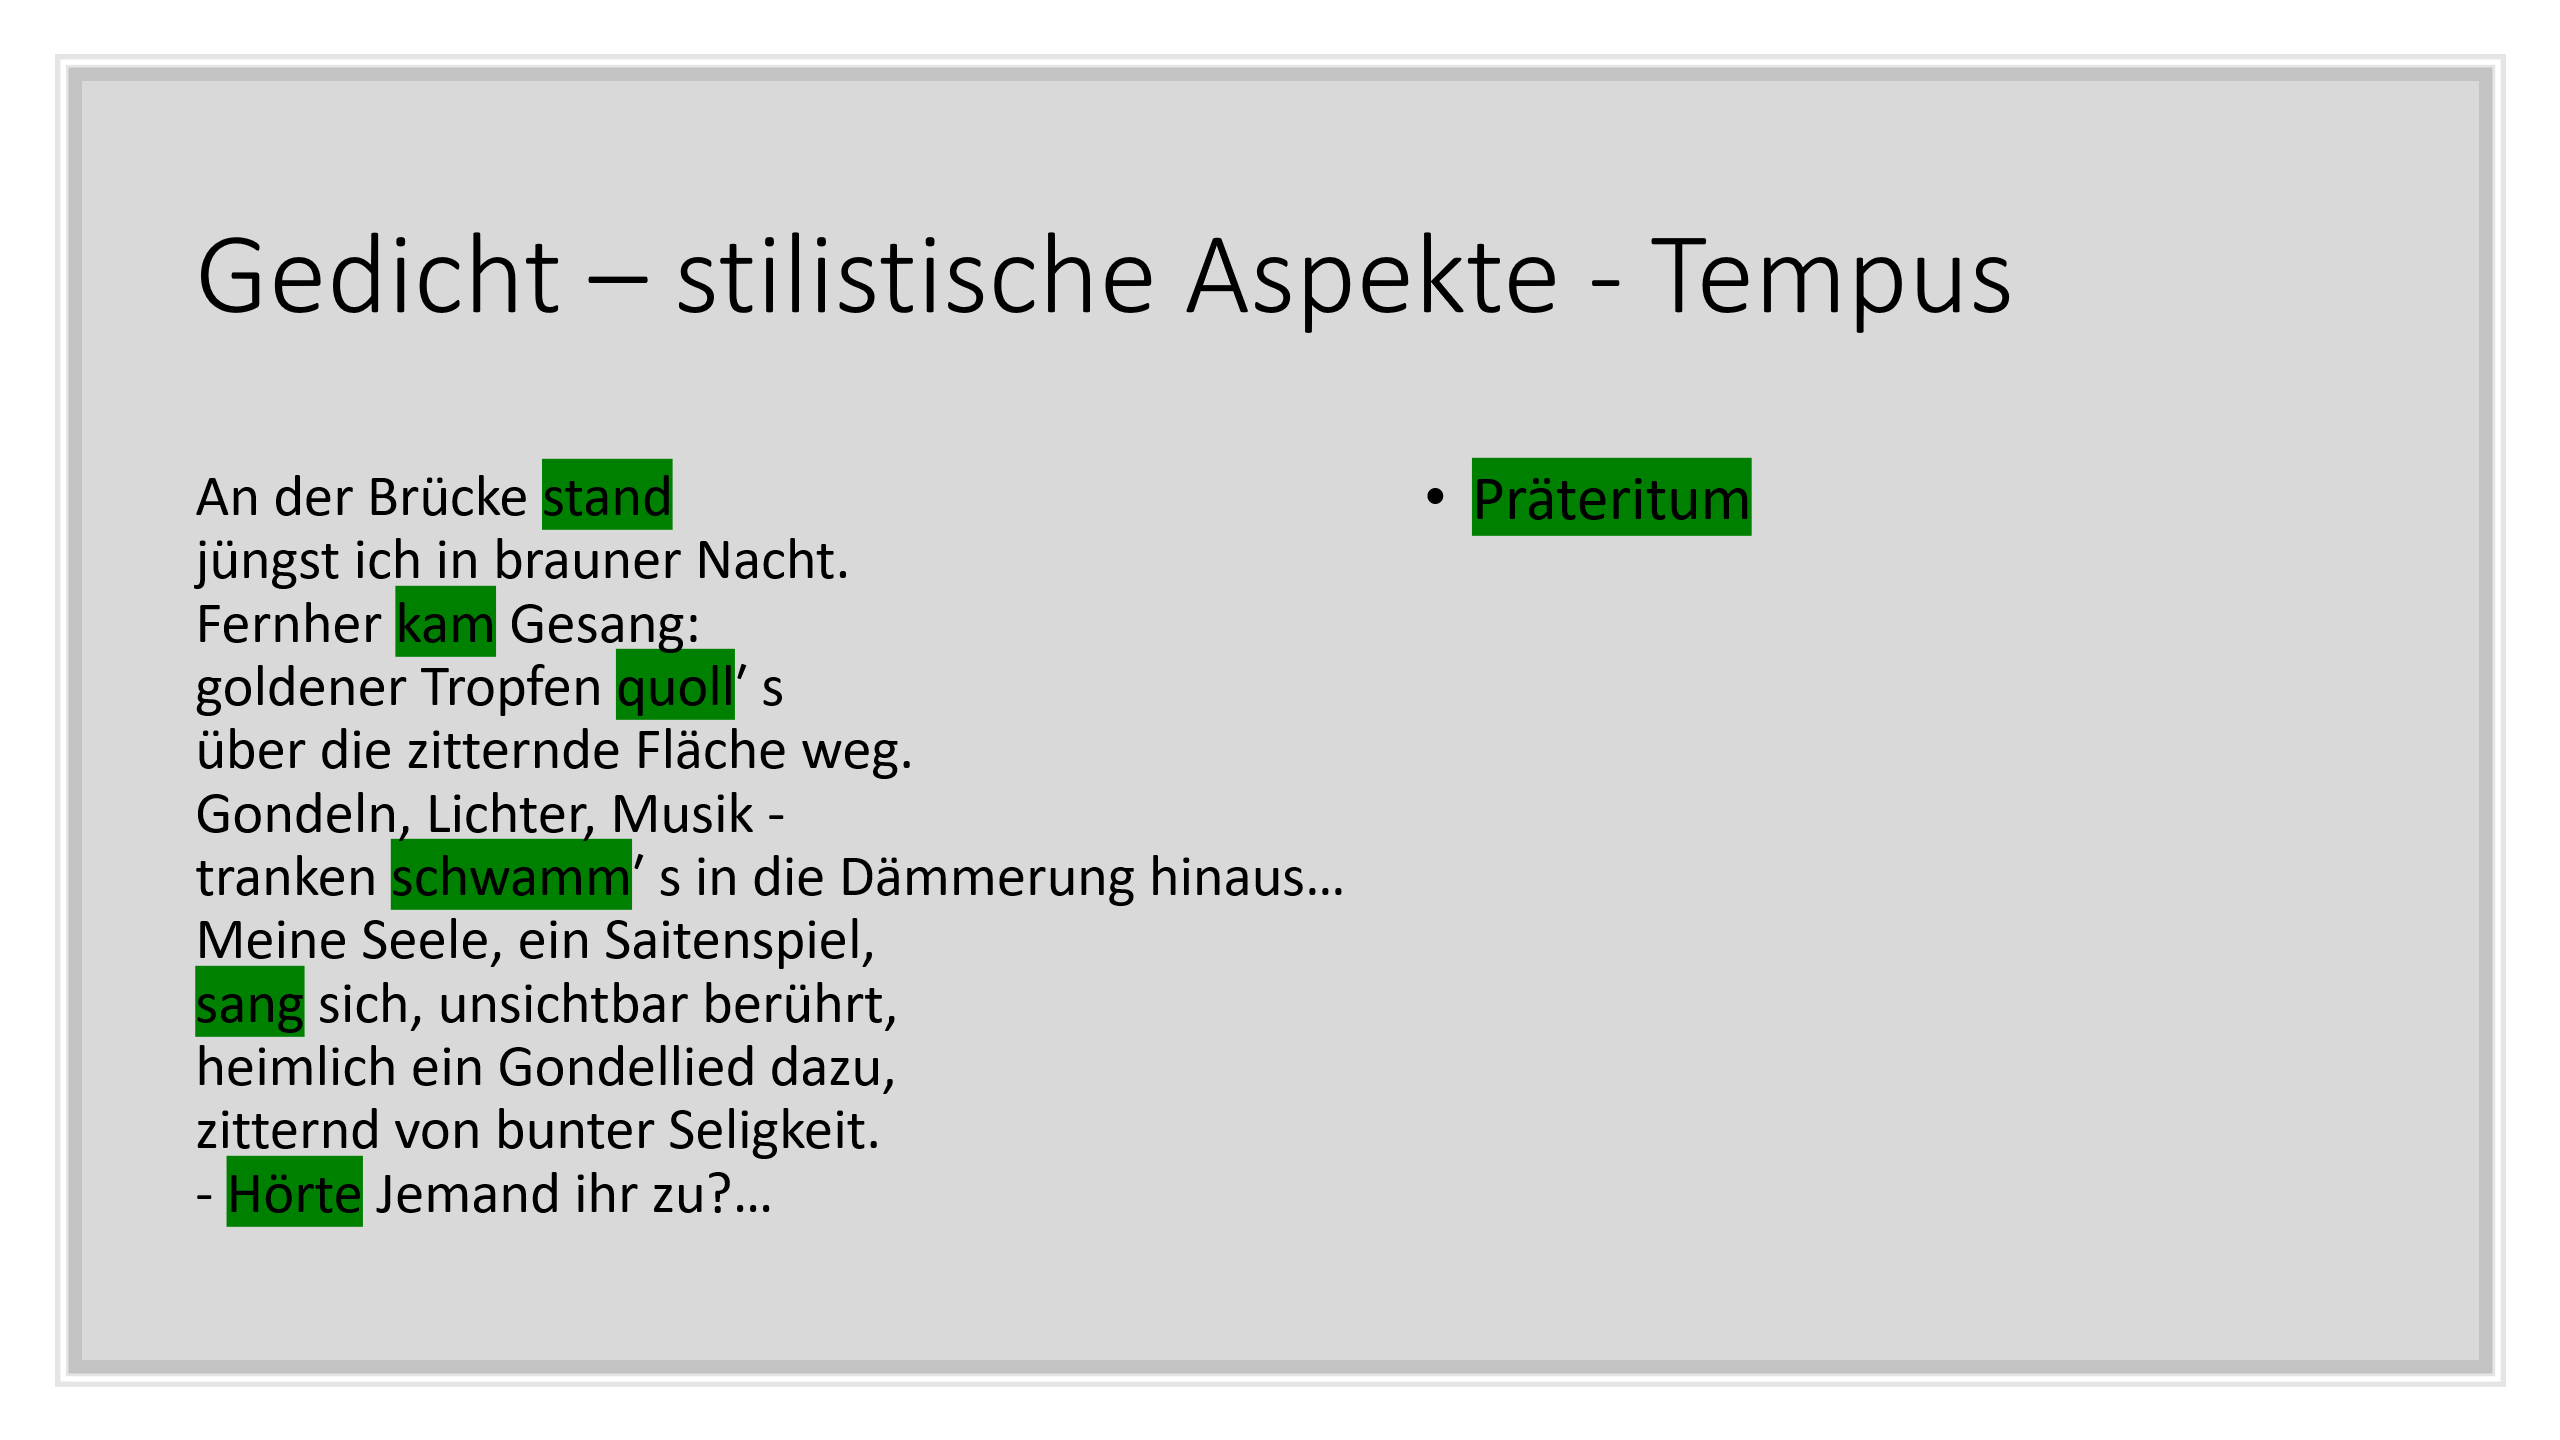 Gedicht – stilistische Aspekte - Tempus
An der Brücke stand
jüngst ich in brauner Nacht.
Fernher kam Gesang:
goldener Tropfen quoll′ s
über die zitternde Fläche weg.
Gondeln, Lichter, Musik -
tranken schwamm′ s in die Dämmerung hinaus…
Meine Seele, ein Saitenspiel,
sang sich, unsichtbar berührt,
heimlich ein Gondellied dazu,
zitternd von bunter Seligkeit.
- Hörte Jemand ihr zu?…
• Präteritum